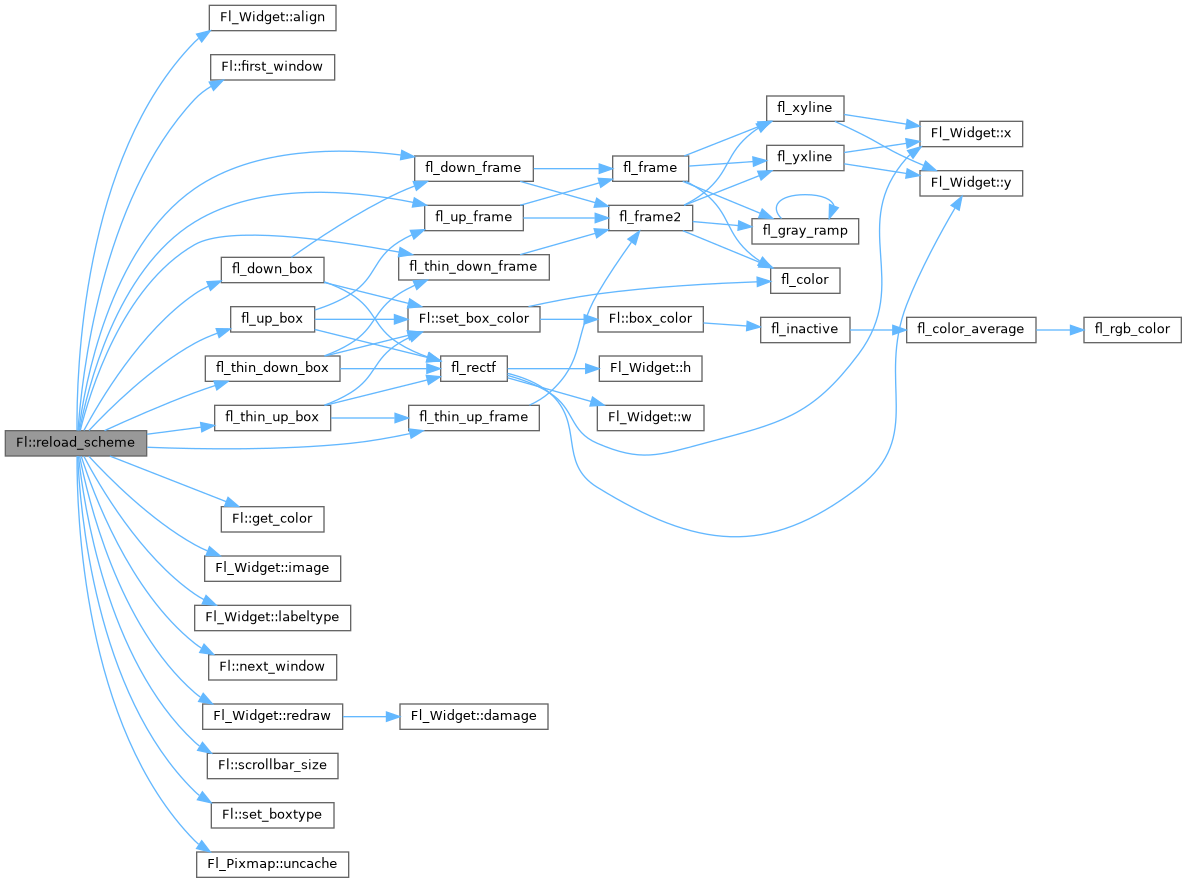 Fl_Widget::align
Fl::first_window
fl_xyline
Fl_Widget::x
fl_yxline
fl_down_frame
fl_frame
Fl_Widget::y
fl_up_frame
fl_frame2
fl_gray_ramp
fl_down_box
fl_thin_down_frame
fl_color
fl_up_box
Fl::set_box_color
Fl::box_color
fl_inactive
fl_color_average
fl_rgb_color
fl_thin_down_box
fl_rectf
Fl_Widget::h
fl_thin_up_box
fl_thin_up_frame
Fl_Widget::w
Fl::reload_scheme
Fl::get_color
Fl_Widget::image
Fl_Widget::labeltype
Fl::next_window
Fl_Widget::redraw
Fl_Widget::damage
Fl::scrollbar_size
Fl::set_boxtype
Fl_Pixmap::uncache